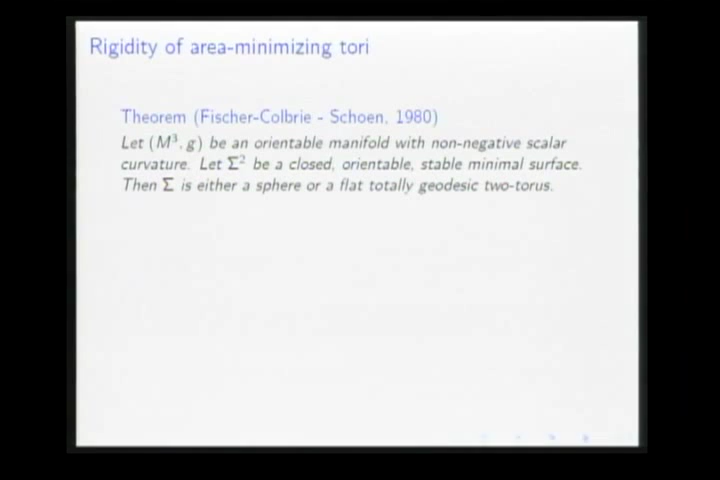 Rigidity of area-minimizing tori
Theorem (Fischer-Colbrie - Schoen, 1980)
Let (M³, g) be an orientable manifold with non-negative scalar
curvature. Let Σ² be a closed, orientable, stable minimal surface.
Then Σ is either a sphere or a flat totally geodesic two-torus.